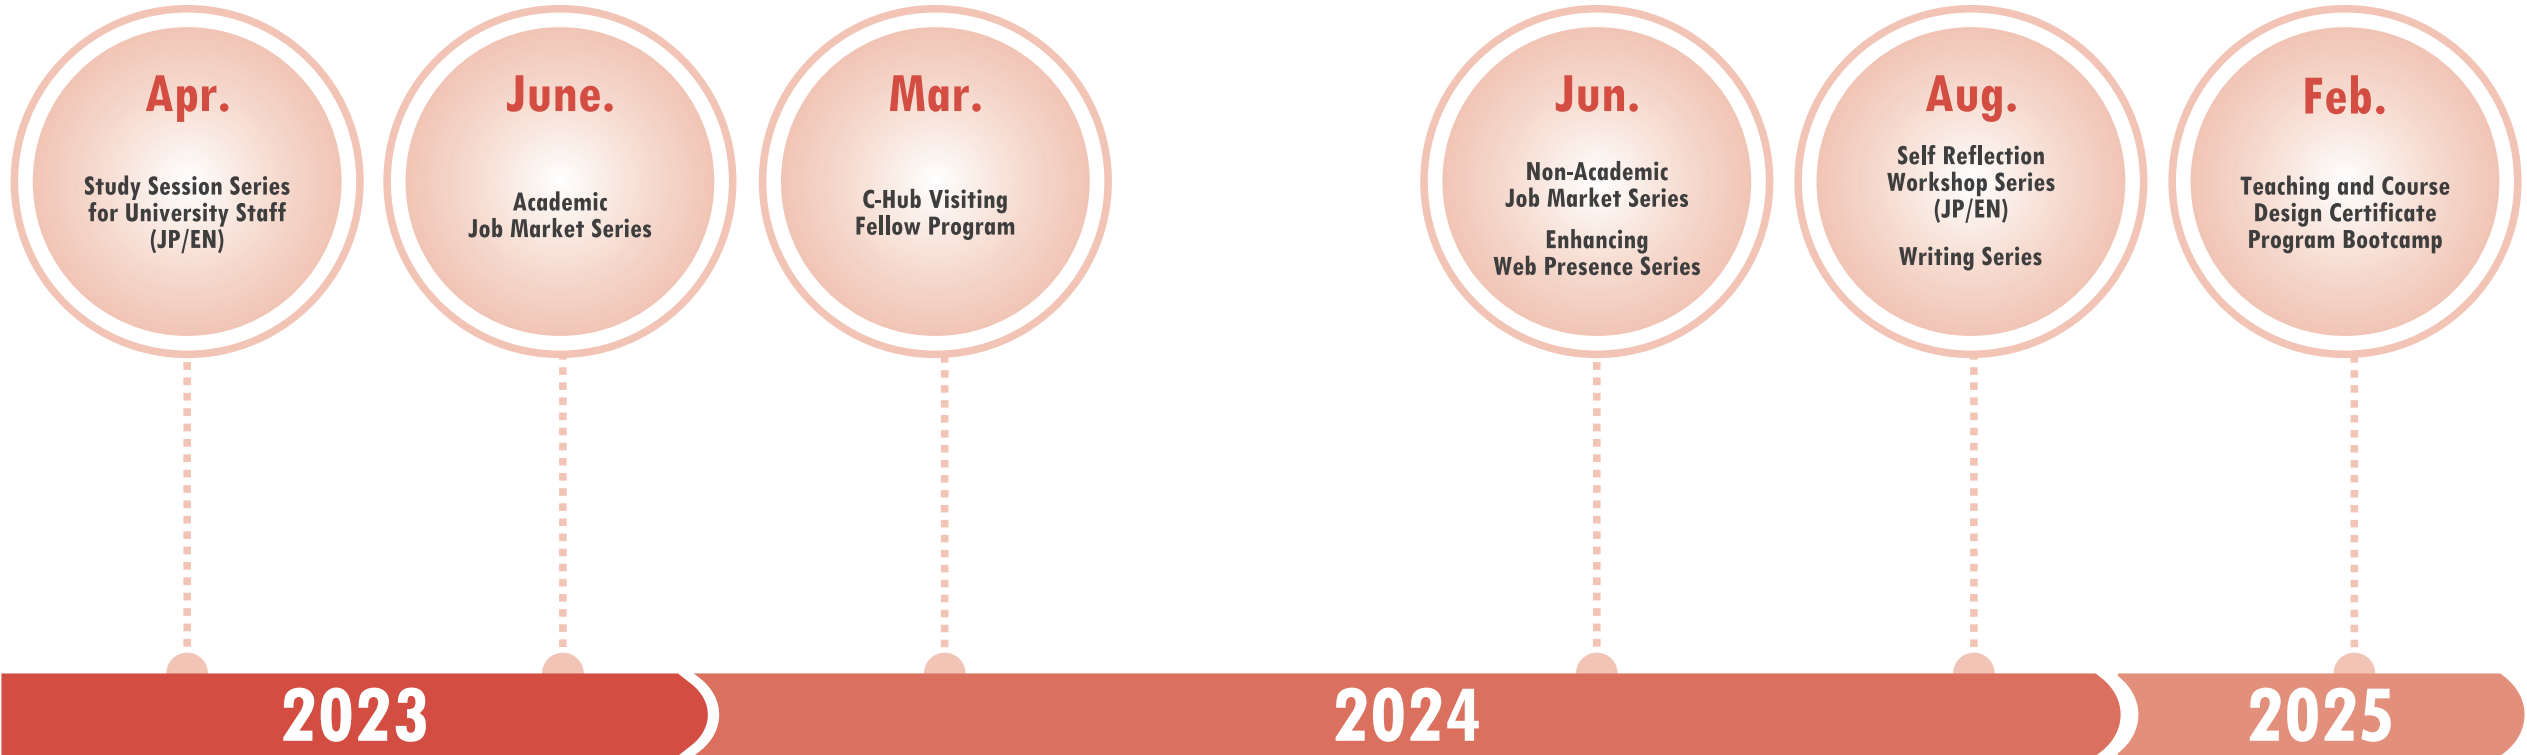 Apr.
Study Session Series
for University Staff
(JP/EN)
June.
Academic
Job Market Series
Mar.
C-Hub Visiting
Fellow Program
Jun.
Non-Academic
Job Market Series
Enhancing
Web Presence Series
Aug.
Self Reflection
Workshop Series
(JP/EN)
Writing Series
Feb.
Teaching and Course
Design Certificate
Program Bootcamp
2023
2024
2025